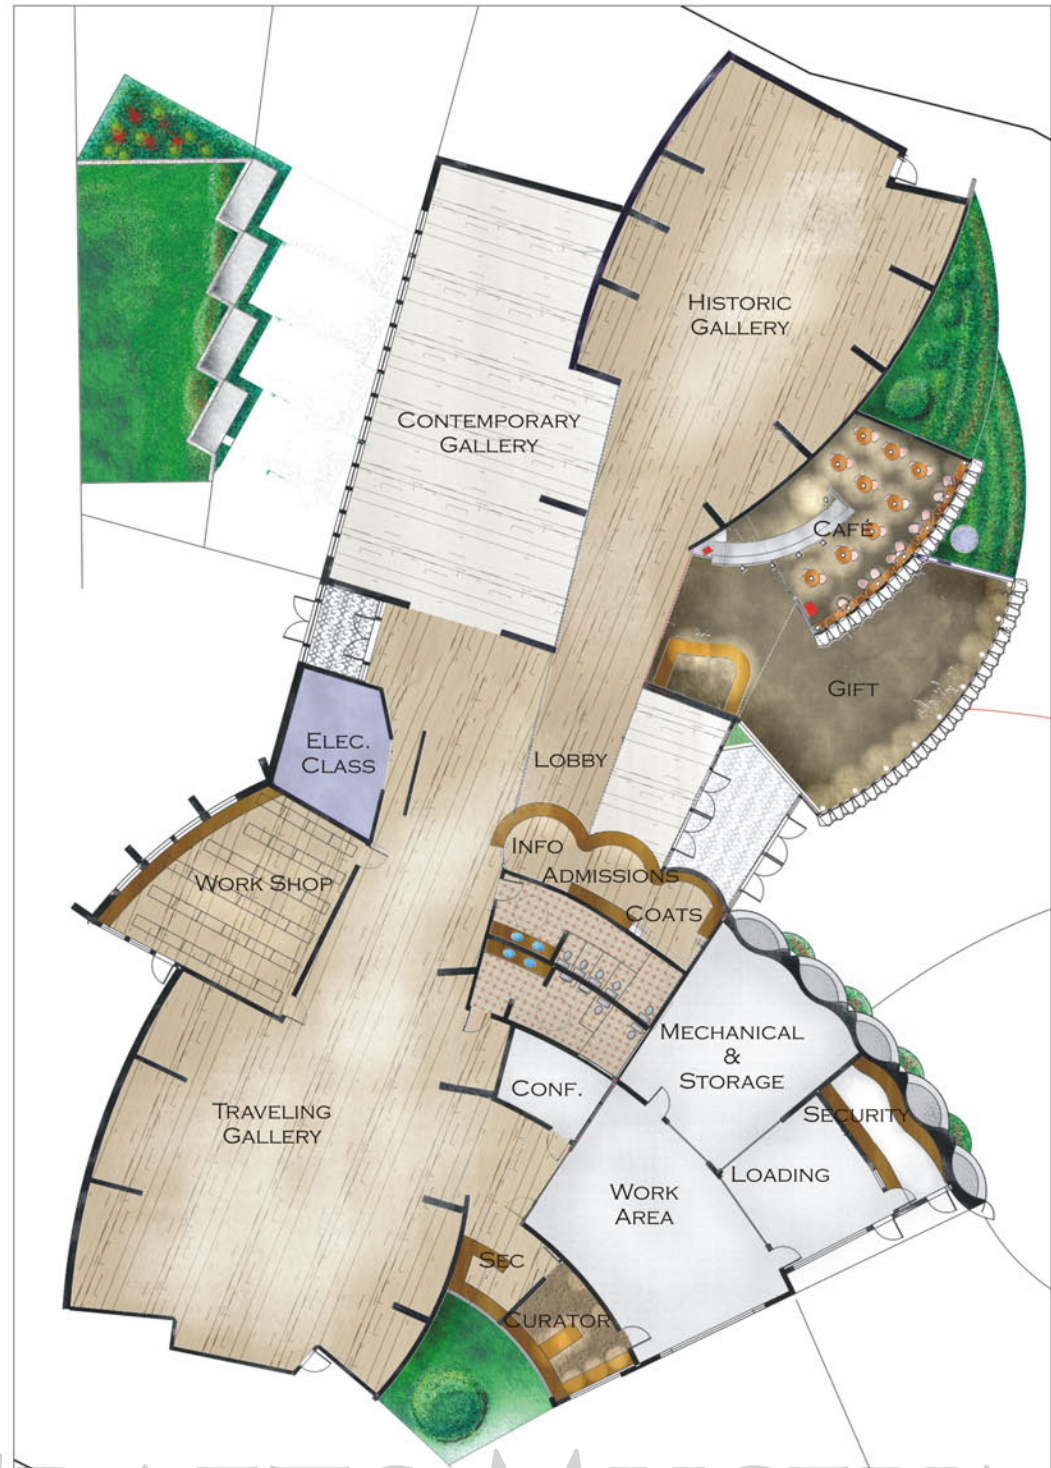 HISTORIC
GALLERY
CONTEMPORARY
GALLERY
CAFÉ
GIFT
ELEC.
CLASS
LOBBY
INFO
ADMISSIONS
COATS
WORK SHOP
MECHANICAL
&
STORAGE
CONF.
SECURITY
TRAVELING
GALLERY
LOADING
WORK
AREA
SEC
CURATOR